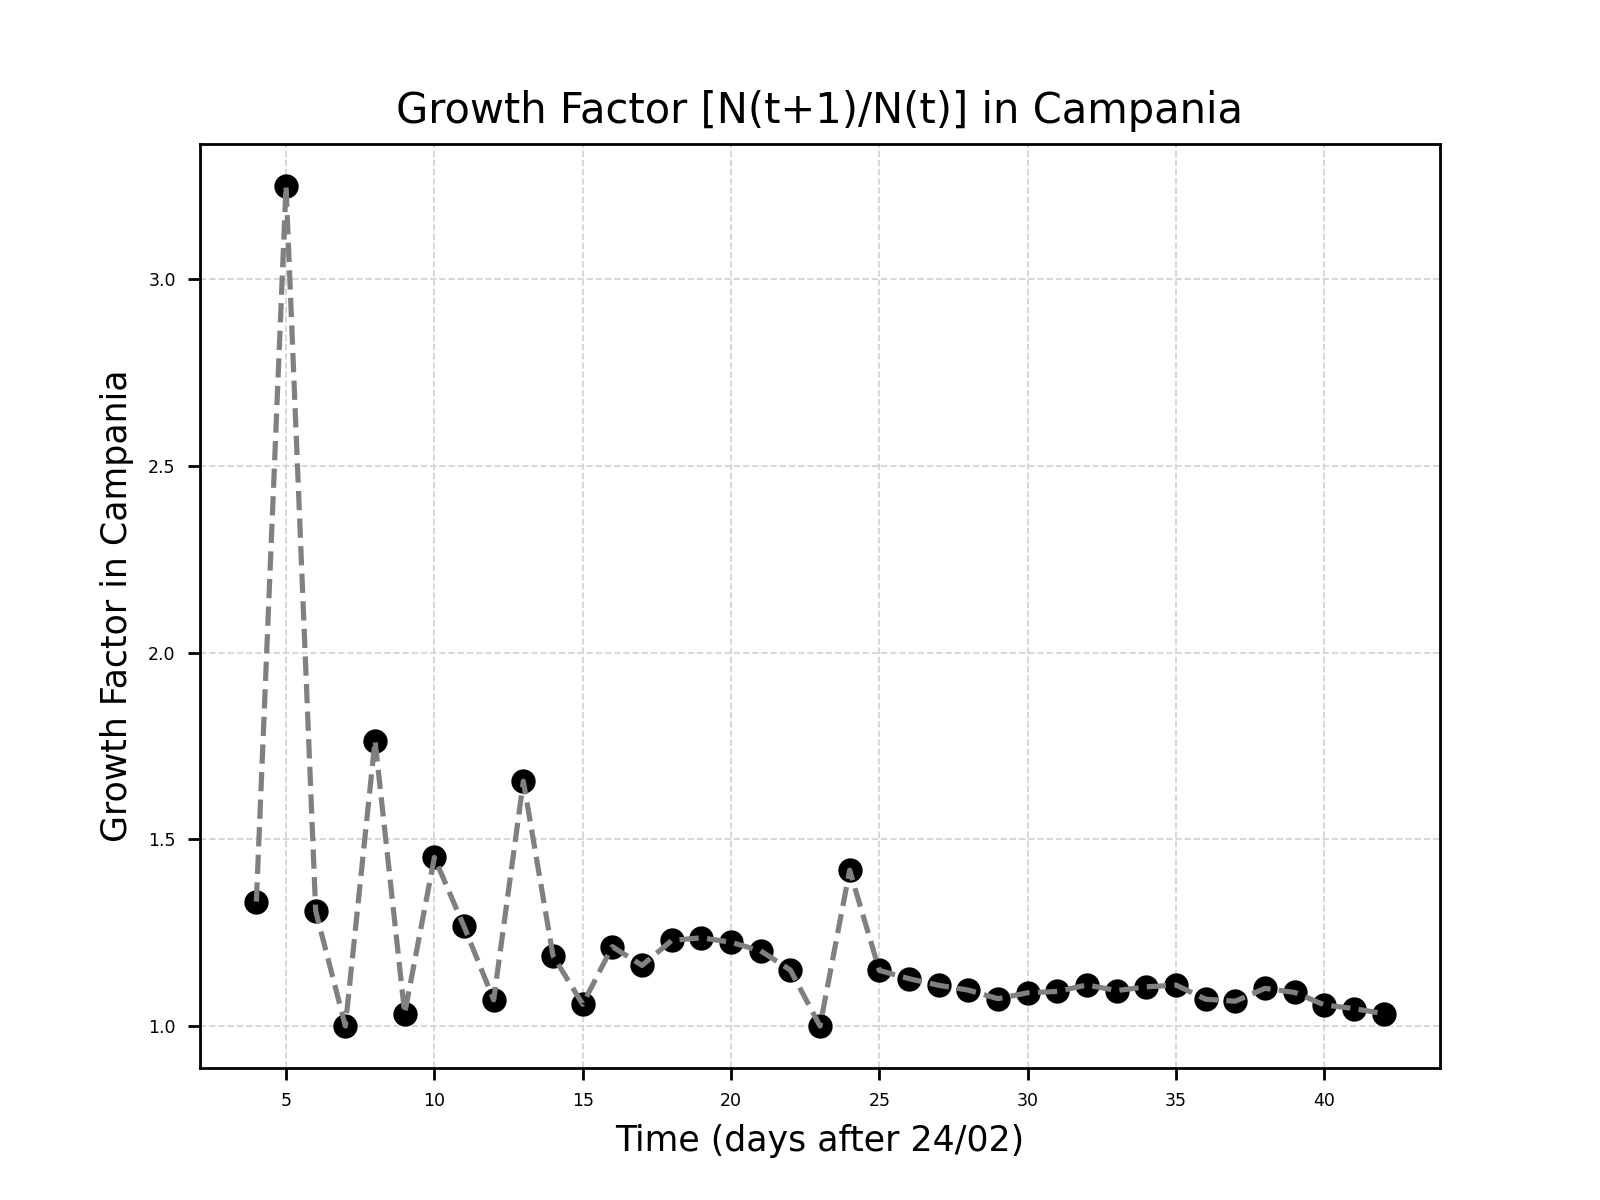 Growth Factor [N(t+1)/N(t)] in Campania
Growth Factor in Campania
3.0
2.5
2.0
1.5
1.0
5 10 15 20 25 30 35 40
Time (days after 24/02)